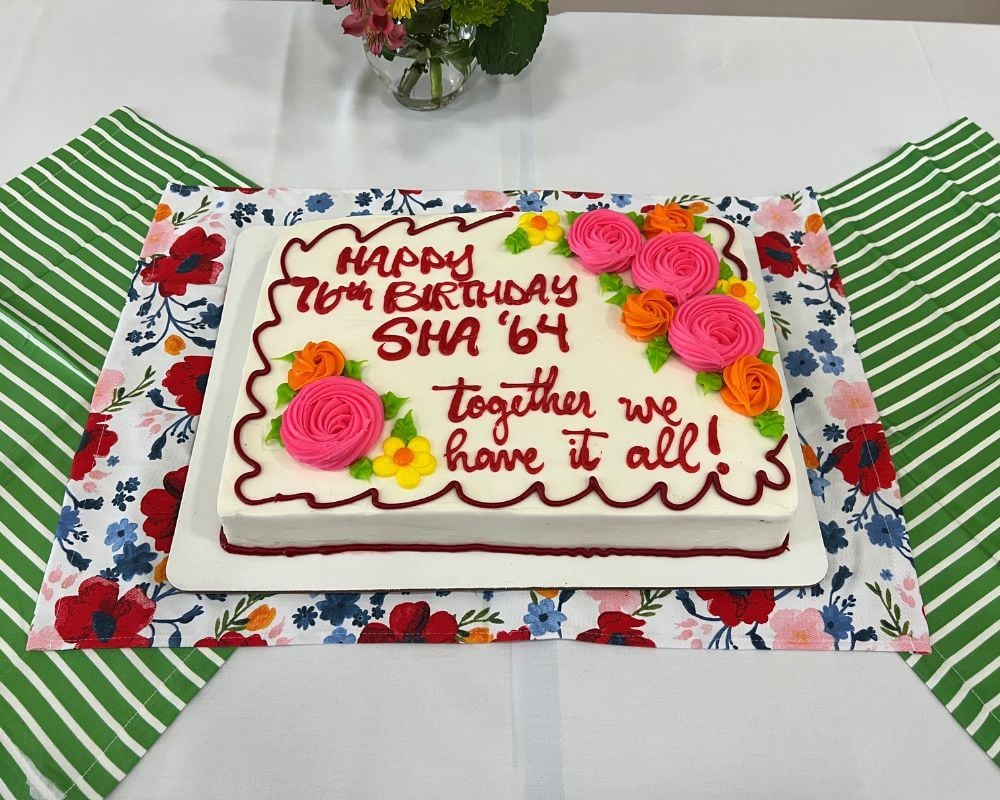 HAPPY
76th BIRTHDAY
SHA '64
together we
have it all!